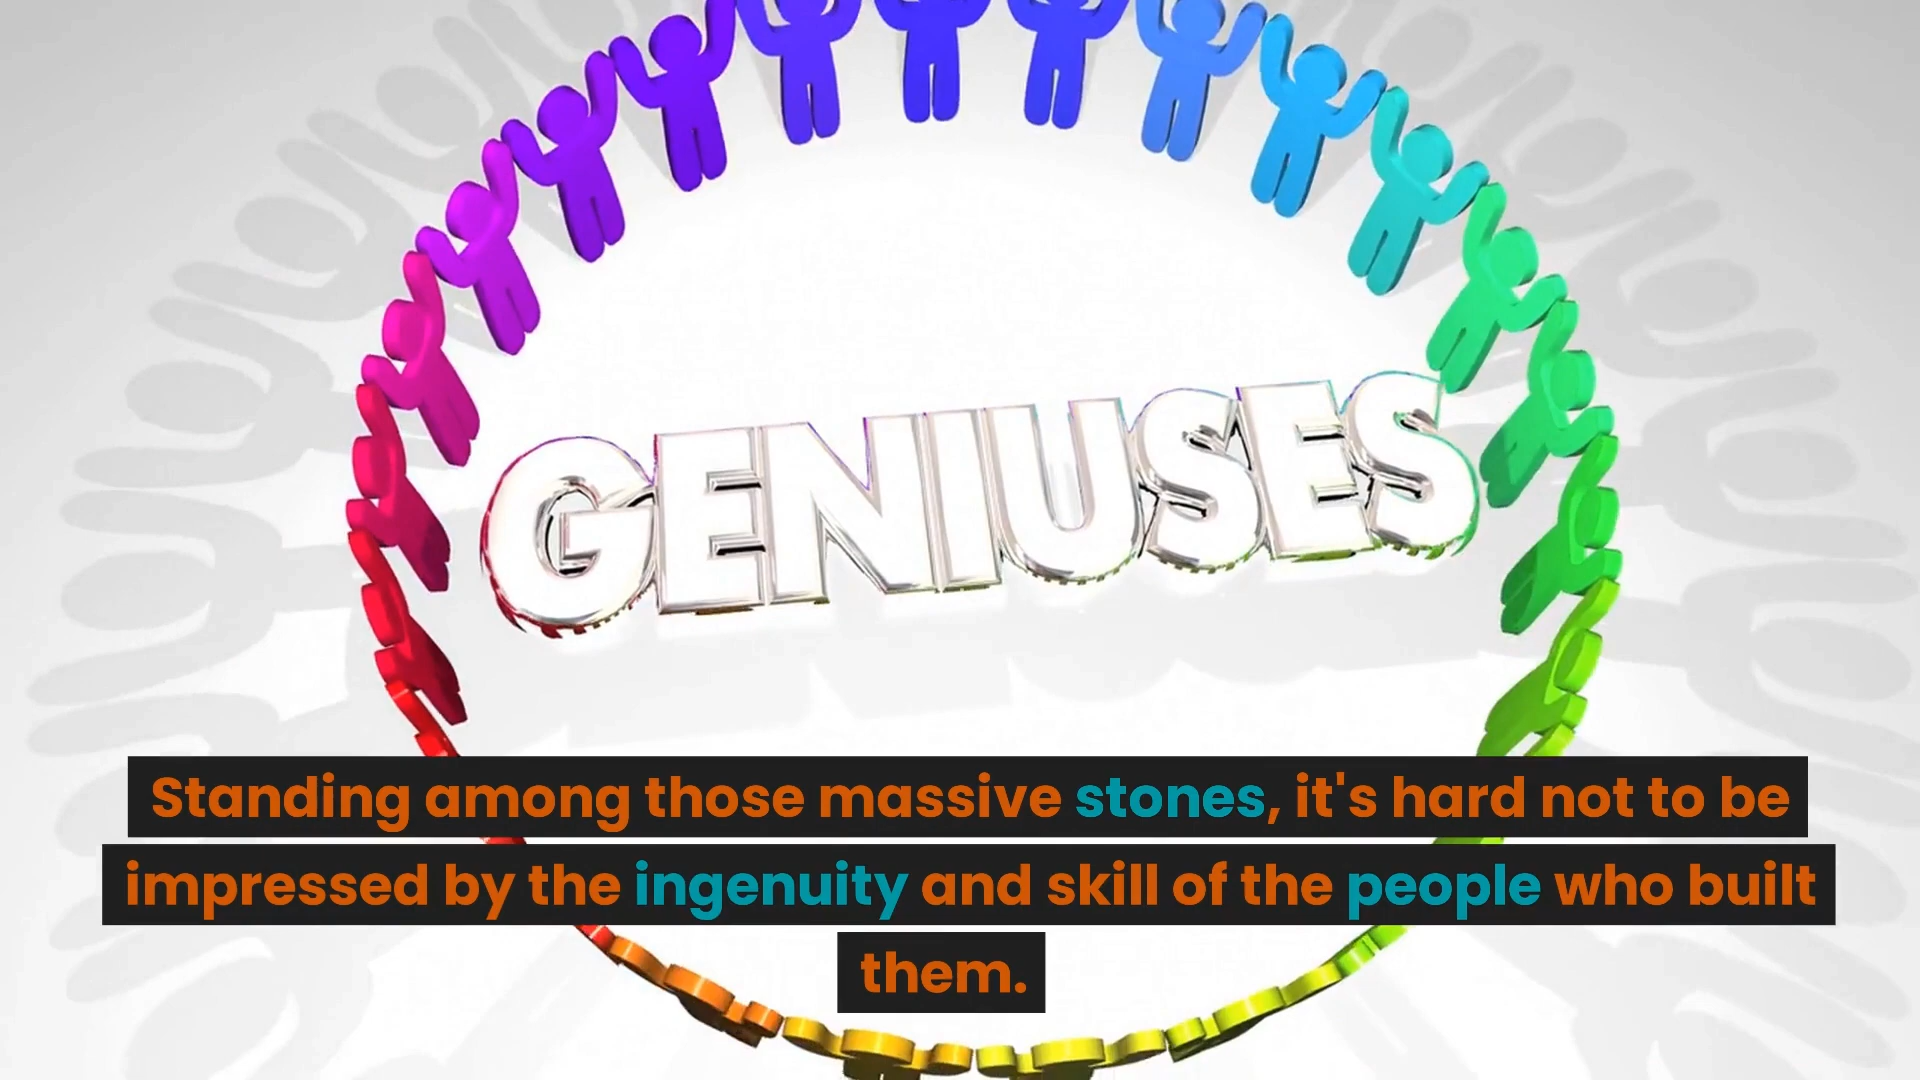 GENIUSES
Standing among those massive stones, it's hard not to be
impressed by the ingenuity and skill of the people who built
them.